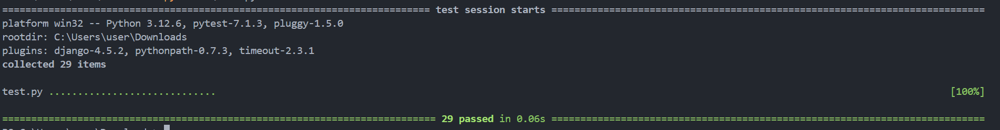 ============================================================================ test session starts =============================================================================
platform win32 -- Python 3.12.6, pytest-7.1.3, pluggy-1.5.0
rootdir: C:\Users\user\Downloads
plugins: django-4.5.2, pythonpath-0.7.3, timeout-2.3.1
collected 29 items
test.py ............................. [100%]
============================================================================= 29 passed in 0.06s =============================================================================